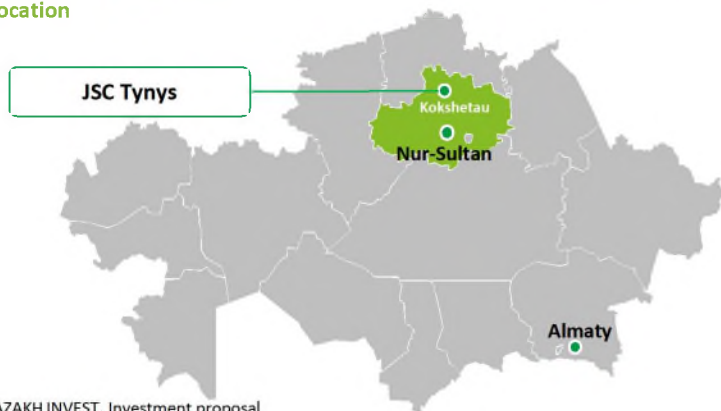 ocation
JSC Tynys
Kokshetau
Nur-Sultan
Almaty
AZAKH INVEST. Investment proposal